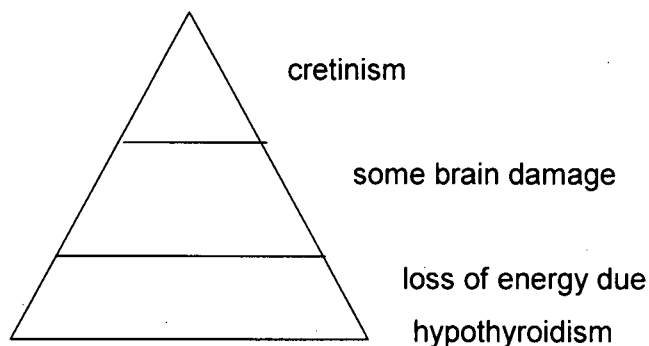 cretinism
some brain damage
loss of energy due
hypothyroidism